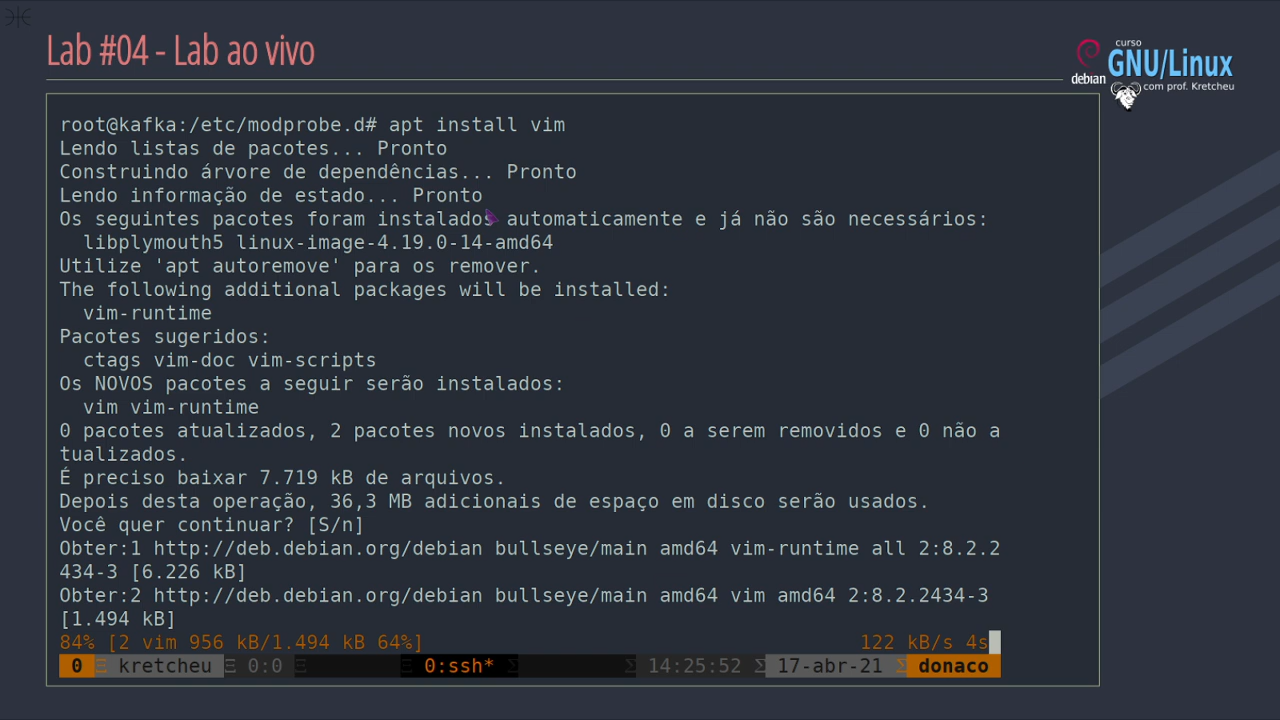 Lab #04 - Lab ao vivo
curso
GNU/Linux
debian
com prof. Kretcheu
root@kafka:/etc/modprobe.d# apt install vim
Lendo listas de pacotes... Pronto
Construindo árvore de dependências... Pronto
Lendo informação de estado... Pronto
Os seguintes pacotes foram instalados automaticamente e já não são necessários:
libplymouth5 linux-image-4.19.0-14-amd64
Utilize 'apt autoremove' para os remover.
The following additional packages will be installed:
vim-runtime
Pacotes sugeridos:
ctags vim-doc vim-scripts
Os NOVOS pacotes a seguir serão instalados:
vim vim-runtime
0 pacotes atualizados, 2 pacotes novos instalados, 0 a serem removidos e 0 não a
tualizados.
É preciso baixar 7.719 kB de arquivos.
Depois desta operação, 36,3 MB adicionais de espaço em disco serão usados.
Você quer continuar? [S/n]
Obter:1 http://deb.debian.org/debian bullseye/main amd64 vim-runtime all 2:8.2.2
434-3 [6.226 kB]
Obter:2 http://deb.debian.org/debian bullseye/main amd64 vim amd64 2:8.2.2434-3
[1.494 kB]
84% [2 vim 956 kB/1.494 kB 64%] 122 kB/s 4s
0 Ξ kretcheu Ξ 0:0 Ξ Ξ 0:ssh* Σ Σ 14:25:52 Σ 17-abr-21 Σ donaco